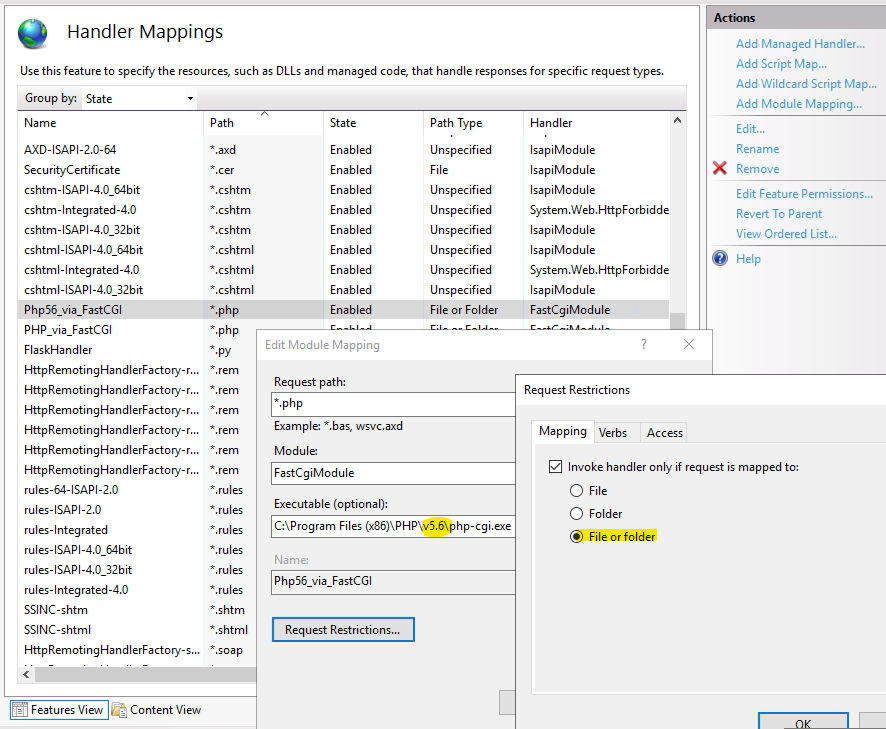 Handler Mappings
Use this feature to specify the resources, such as DLLs and managed code, that handle responses for specific request types.
Group by: State
Name Path State Path Type Handler
AXD-ISAPI-2.0-64 *.axd Enabled Unspecified IsapiModule
SecurityCertificate *.cer Enabled File IsapiModule
cshtm-ISAPI-4.0_64bit *.cshtm Enabled Unspecified IsapiModule
cshtm-Integrated-4.0 *.cshtm Enabled Unspecified System.Web.HttpForbidde
cshtm-ISAPI-4.0_32bit *.cshtm Enabled Unspecified IsapiModule
cshtml-ISAPI-4.0_64bit *.cshtml Enabled Unspecified IsapiModule
cshtml-Integrated-4.0 *.cshtml Enabled Unspecified System.Web.HttpForbidde
cshtml-ISAPI-4.0_32bit *.cshtml Enabled Unspecified IsapiModule
Php56_via_FastCGI *.php Enabled File or Folder FastCgiModule
PHP_via_FastCGI *.php Enabled File or Folder FastCgiModule
FlaskHandler *.py
HttpRemotingHandlerFactory-r... *.rem
HttpRemotingHandlerFactory-r... *.rem
HttpRemotingHandlerFactory-r... *.rem
HttpRemotingHandlerFactory-r... *.rem
HttpRemotingHandlerFactory-r... *.rem
HttpRemotingHandlerFactory-r... *.rem
rules-64-ISAPI-2.0 *.rules
rules-ISAPI-2.0 *.rules
rules-Integrated *.rules
rules-ISAPI-4.0_64bit *.rules
rules-ISAPI-4.0_32bit *.rules
rules-Integrated-4.0 *.rules
SSINC-shtm *.shtm
SSINC-shtml *.shtml
HttpRemotingHandlerFactory-s... *.soap
Features View Content View
Actions
Add Managed Handler...
Add Script Map...
Add Wildcard Script Map...
Add Module Mapping...
Edit...
Rename
Remove
Edit Feature Permissions...
Revert To Parent
View Ordered List...
Help
Edit Module Mapping ?
Request path:
*.php
Example: *.bas, wsvc.axd
Module:
FastCgiModule
Executable (optional):
C:\Program Files (x86)\PHP\v5.6\php-cgi.exe
Name:
Php56_via_FastCGI
Request Restrictions...
Request Restrictions
Mapping Verbs Access
Invoke handler only if request is mapped to:
File
Folder
File or folder
OK